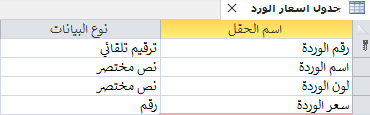 جدول اسعار الورد
اسم الحقل نوع البيانات
رقم الوردة ترقيم تلقائي
اسم الوردة نص مختصر
لون الوردة نص مختصر
سعر الوردة رقم